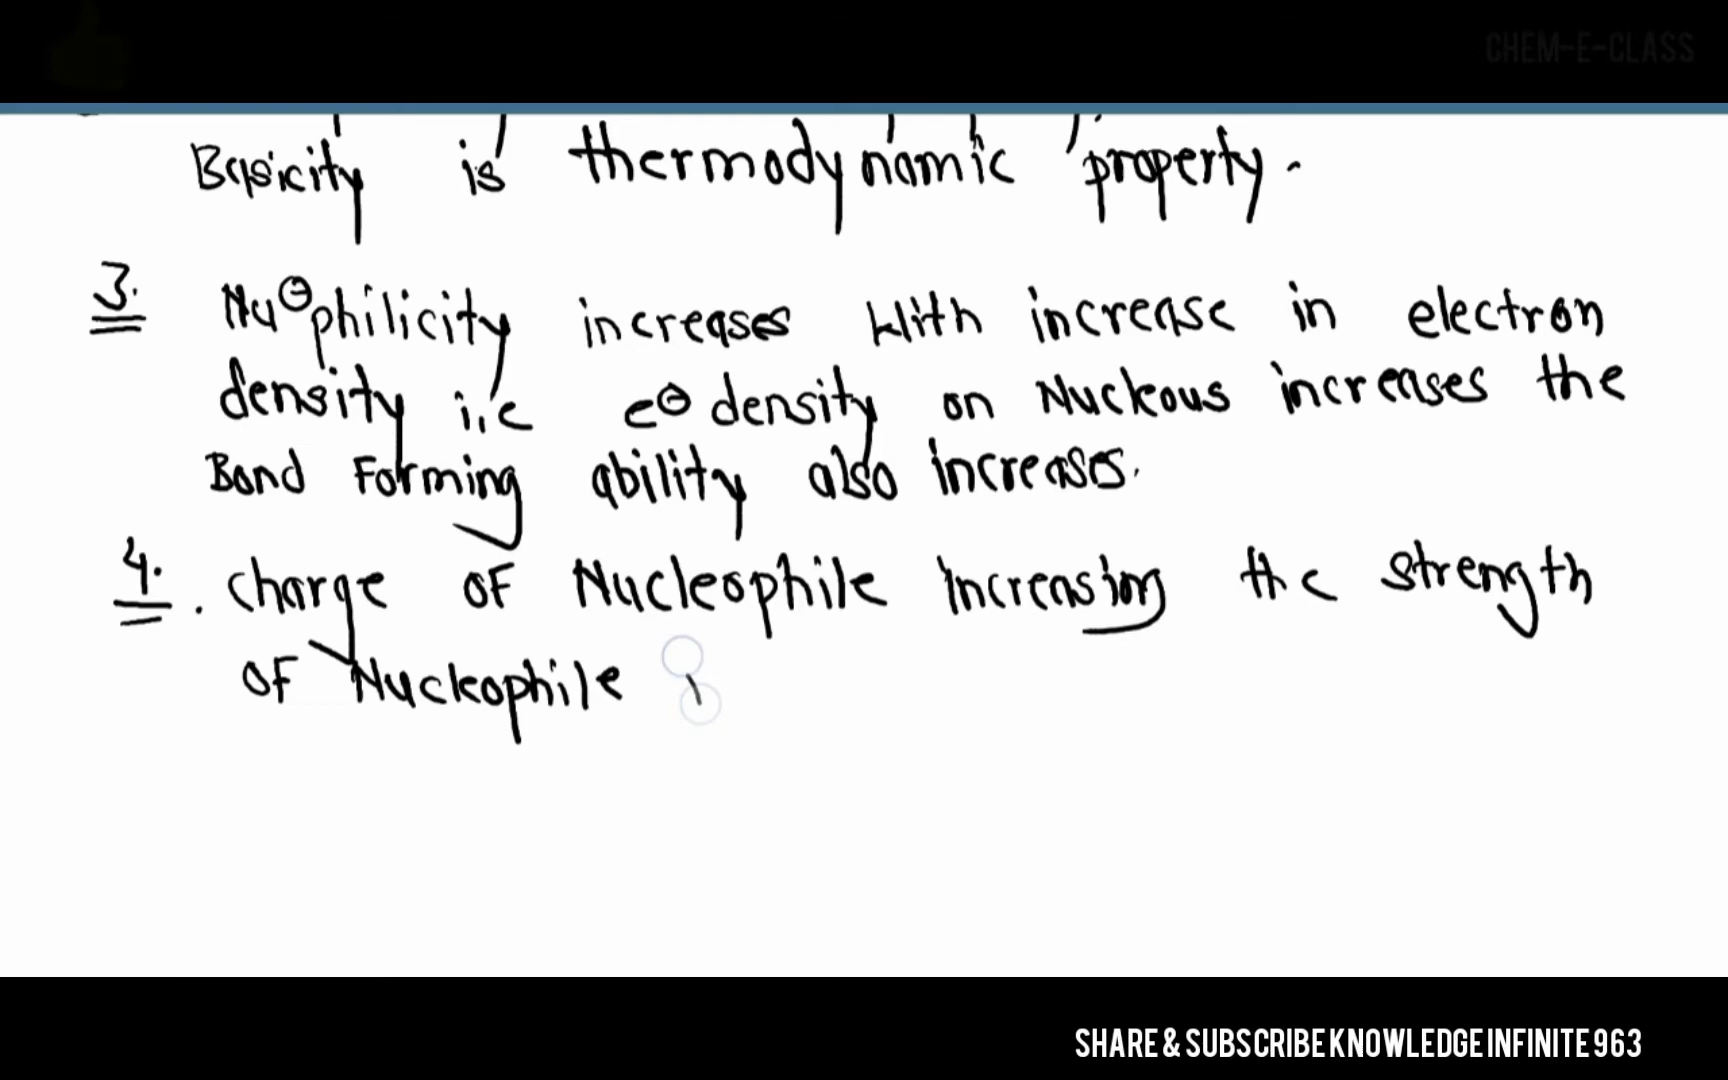 CHEM-E-CLASS
Basicity is thermodynamic property.
3. Nu⊖philicity increases with increase in electron
density i.e e⊖ density on Nuckous increases the
Bond Forming ability also increases.
4. charge OF Nucleophile increasing the strength
OF Nuckophile
SHARE & SUBSCRIBE KNOWLEDGE INFINITE 963